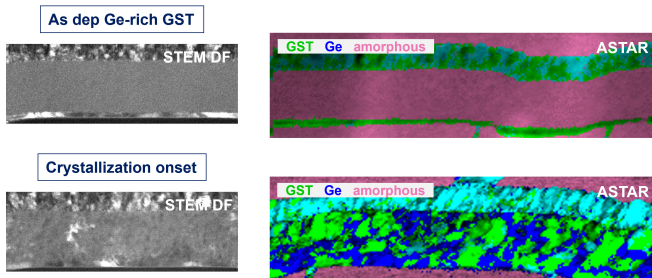 As dep Ge-rich GST
STEM DF
GST Ge amorphous
ASTAR
Crystallization onset
STEM DF
GST Ge amorphous
ASTAR